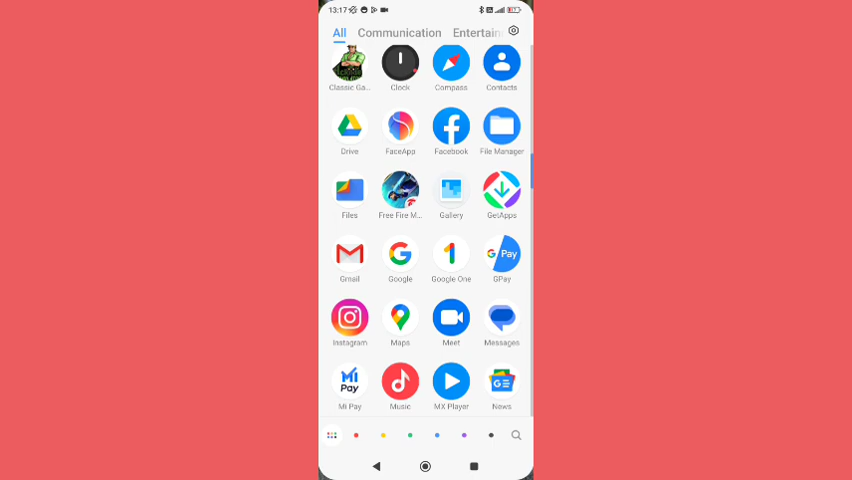 13:17
All Communication Entertain
Classic Ga... Clock Compass Contacts
Drive FaceApp Facebook File Manager
Files Free Fire M... Gallery GetApps
Gmail Google Google One GPay
Instagram Maps Meet Messages
Mi Pay Music MX Player News